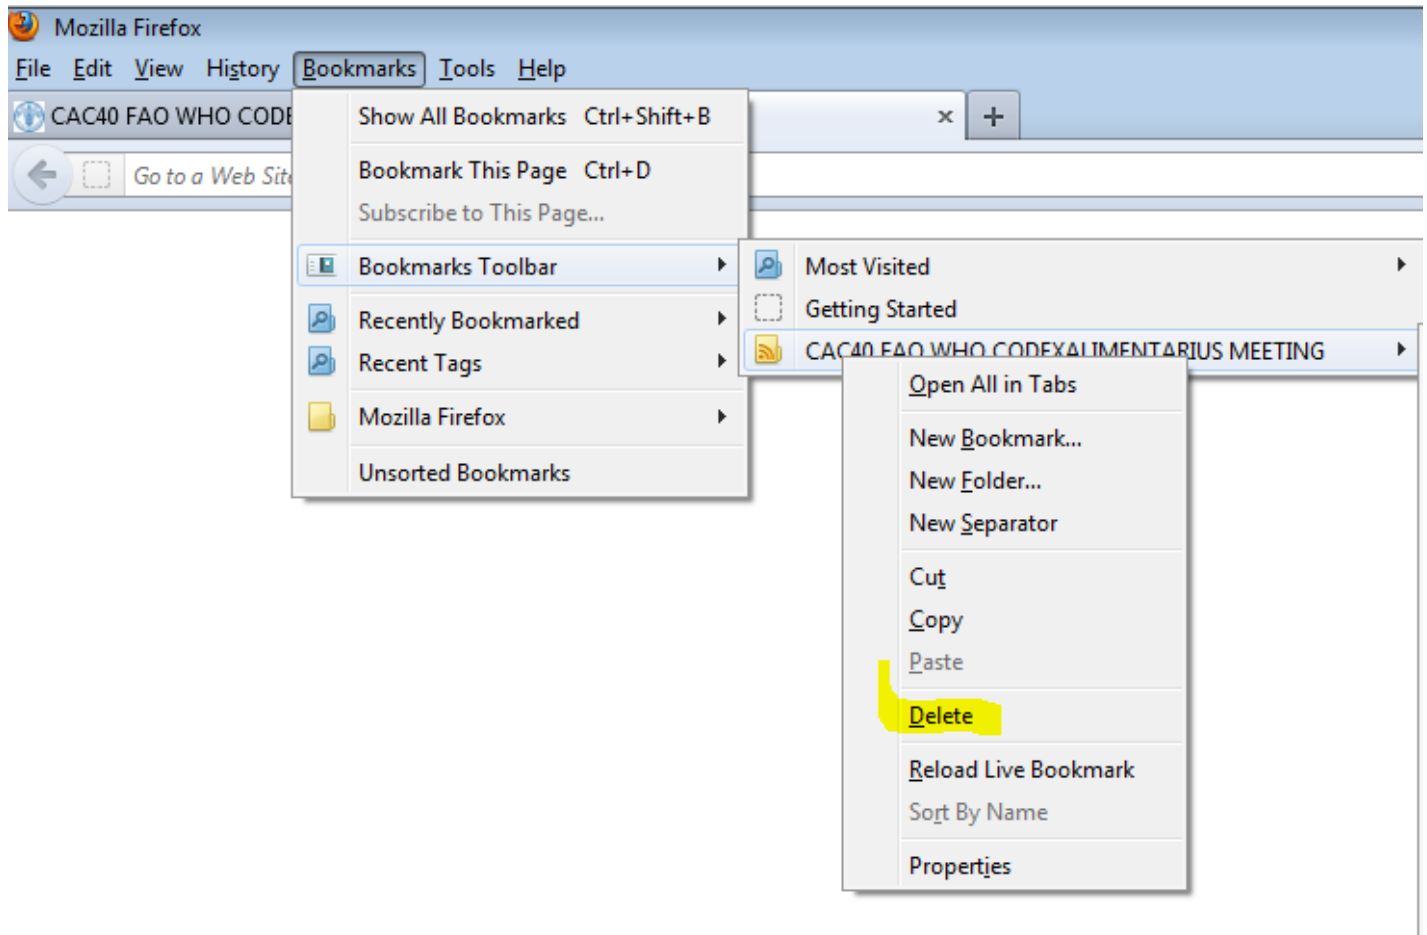 Mozilla Firefox
File Edit View History Bookmarks Tools Help
CAC40 FAO WHO CODE
Go to a Web Site
Show All Bookmarks Ctrl+Shift+B
Bookmark This Page Ctrl+D
Subscribe to This Page...
Bookmarks Toolbar
Recently Bookmarked
Recent Tags
Mozilla Firefox
Unsorted Bookmarks
Most Visited
Getting Started
CAC40 FAO WHO CODEXALIMENTARIUS MEETING
Open All in Tabs
New Bookmark...
New Folder...
New Separator
Cut
Copy
Paste
Delete
Reload Live Bookmark
Sort By Name
Properties